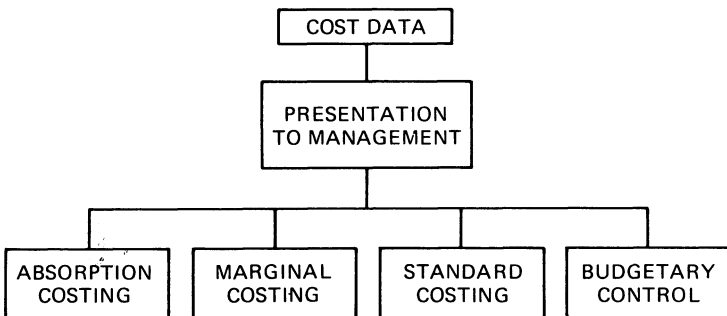 COST DATA
PRESENTATION
TO MANAGEMENT
ABSORPTION
COSTING
MARGINAL
COSTING
STANDARD
COSTING
BUDGETARY
CONTROL